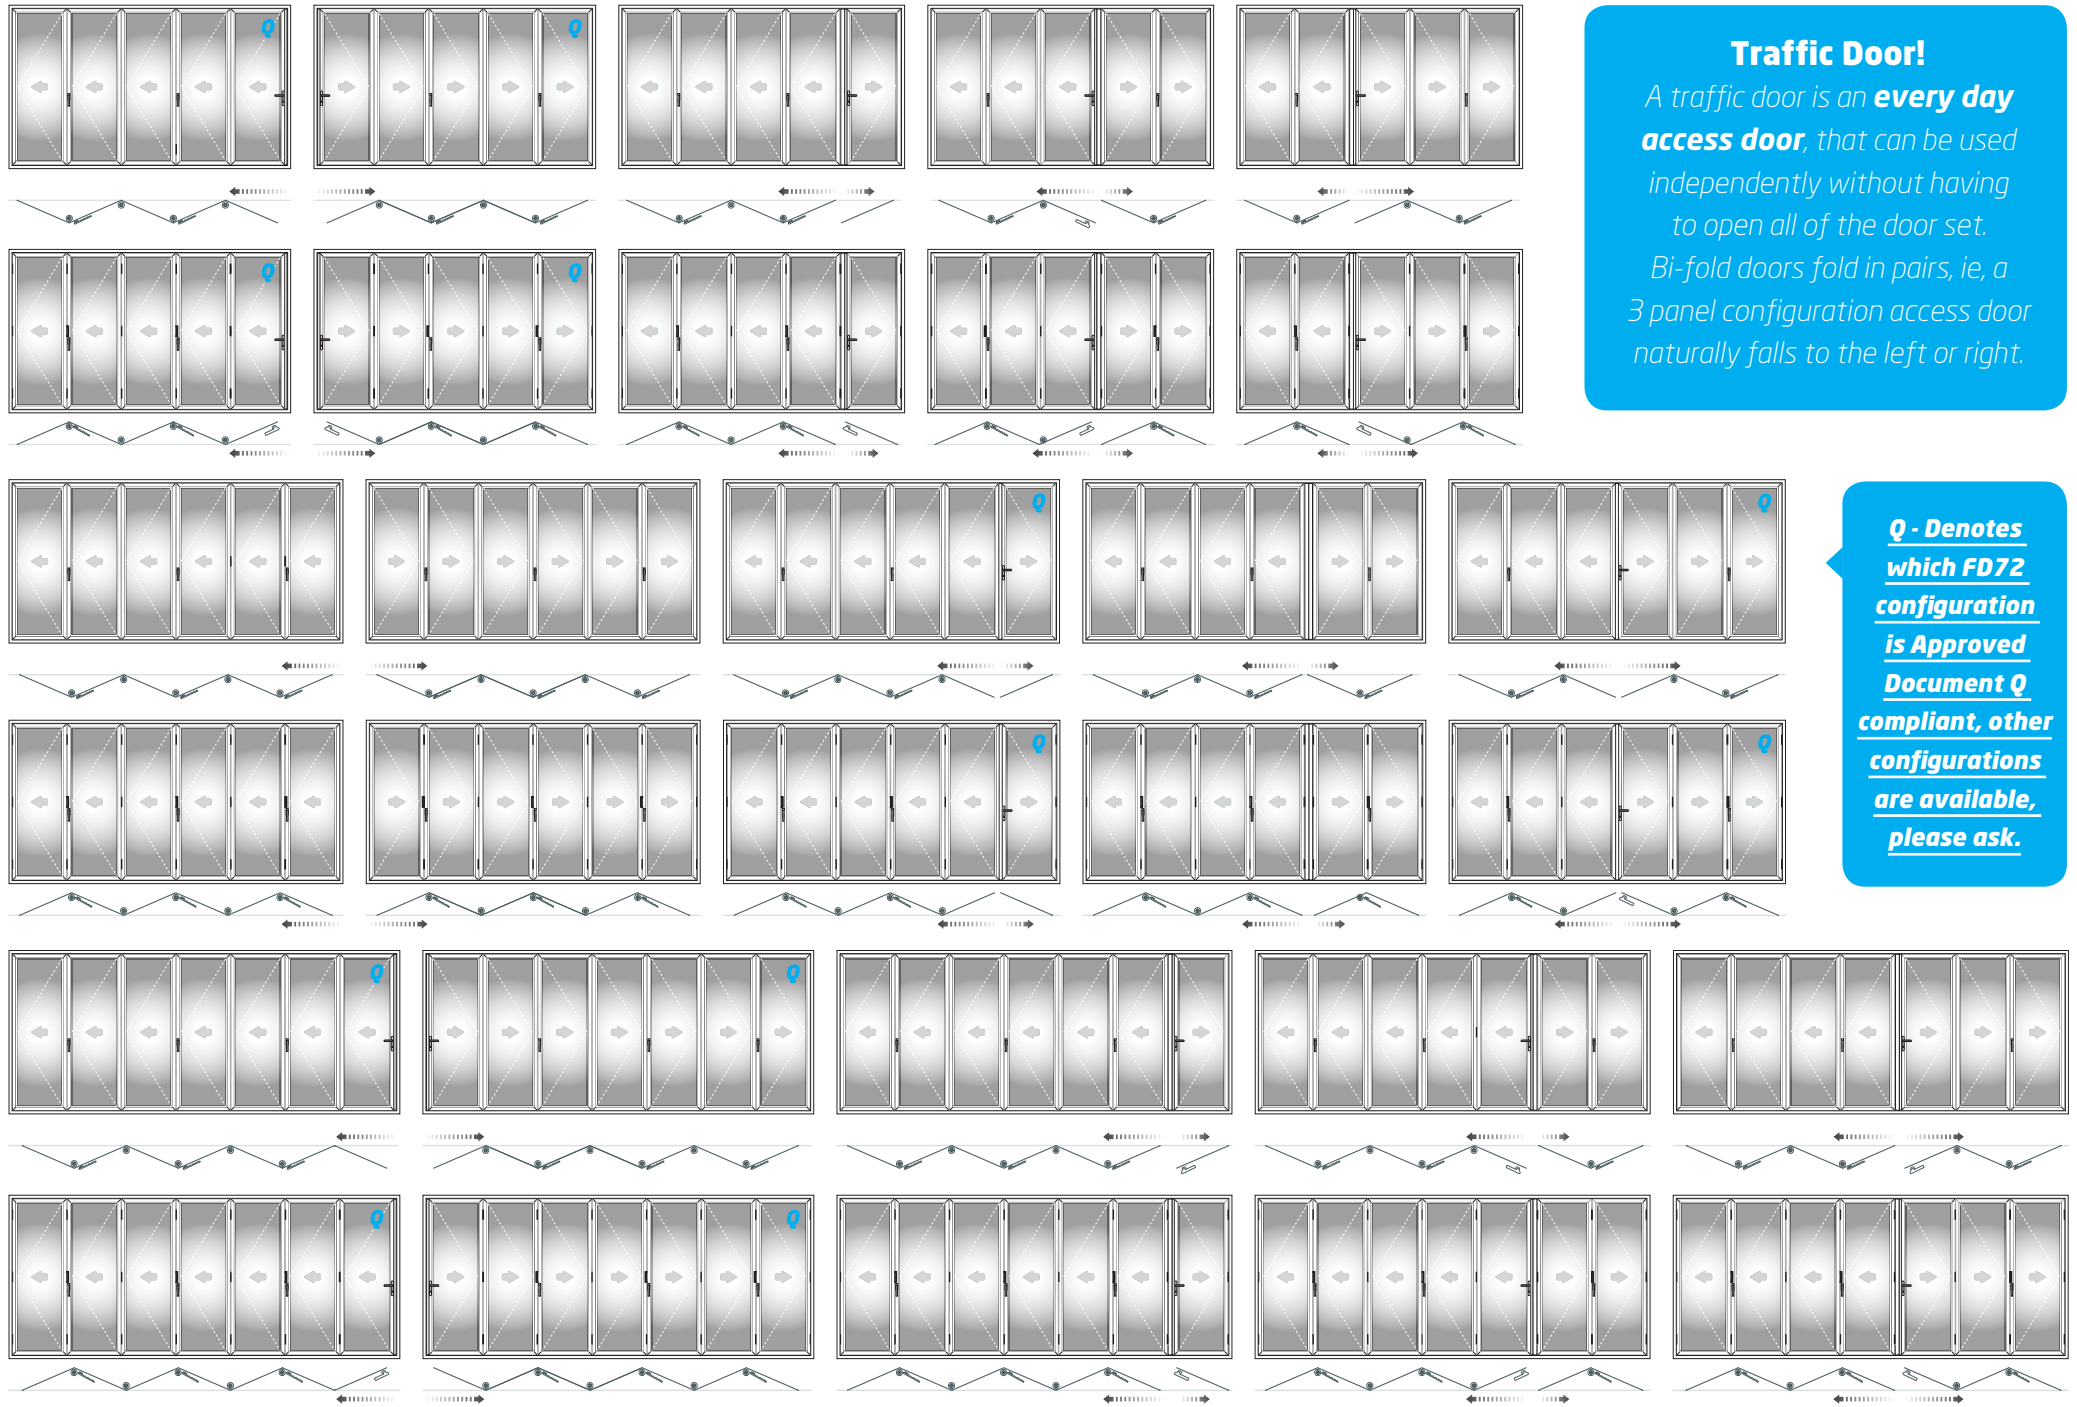 Q
Q
Traffic Door!
A traffic door is an every day
access door, that can be used
independently without having
to open all of the door set.
Bi-fold doors fold in pairs, ie, a
3 panel configuration access door
naturally falls to the left or right.
Q
Q
Q
Q
Q - Denotes
which FD72
configuration
is Approved
Document Q
compliant, other
configurations
are available,
please ask.
Q
Q
Q
Q
Q
Q